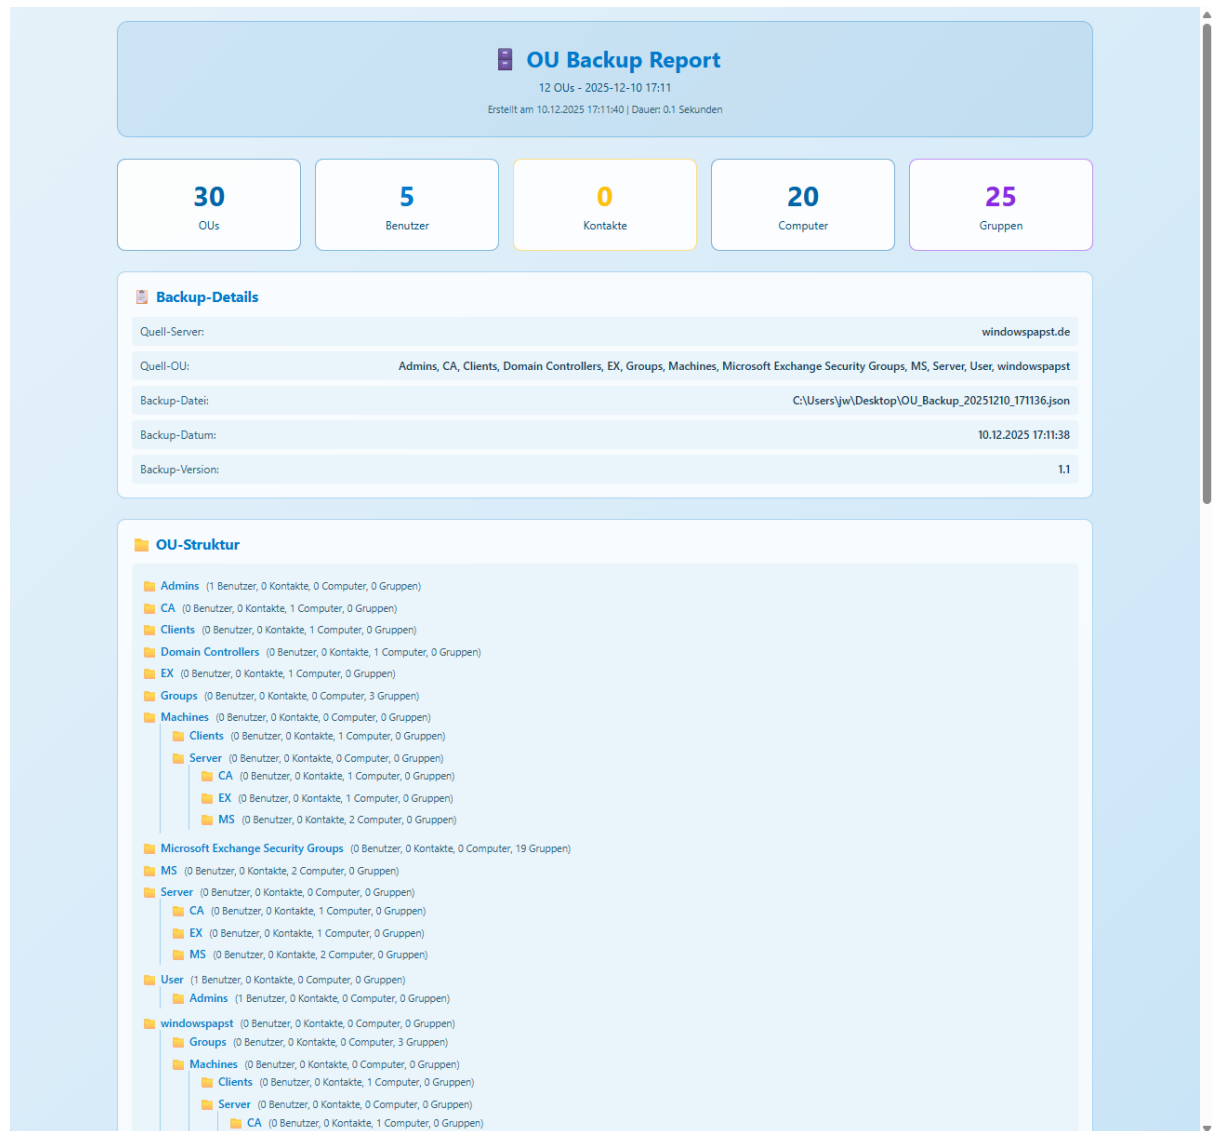 OU Backup Report
12 OUs - 2025-12-10 17:11
Erstellt am 10.12.2025 17:11:40 | Dauer: 0.1 Sekunden
30
OUs
5
Benutzer
0
Kontakte
20
Computer
25
Gruppen
Backup-Details
Quell-Server: windowspapst.de
Quell-OU: Admins, CA, Clients, Domain Controllers, EX, Groups, Machines, Microsoft Exchange Security Groups, MS, Server, User, windowspapst
Backup-Datei: C:\Users\jw\Desktop\OU_Backup_20251210_171136.json
Backup-Datum: 10.12.2025 17:11:38
Backup-Version: 1.1
OU-Struktur
Admins (1 Benutzer, 0 Kontakte, 0 Computer, 0 Gruppen)
CA (0 Benutzer, 0 Kontakte, 1 Computer, 0 Gruppen)
Clients (0 Benutzer, 0 Kontakte, 1 Computer, 0 Gruppen)
Domain Controllers (0 Benutzer, 0 Kontakte, 1 Computer, 0 Gruppen)
EX (0 Benutzer, 0 Kontakte, 1 Computer, 0 Gruppen)
Groups (0 Benutzer, 0 Kontakte, 0 Computer, 3 Gruppen)
Machines (0 Benutzer, 0 Kontakte, 0 Computer, 0 Gruppen)
Clients (0 Benutzer, 0 Kontakte, 1 Computer, 0 Gruppen)
Server (0 Benutzer, 0 Kontakte, 0 Computer, 0 Gruppen)
CA (0 Benutzer, 0 Kontakte, 1 Computer, 0 Gruppen)
EX (0 Benutzer, 0 Kontakte, 1 Computer, 0 Gruppen)
MS (0 Benutzer, 0 Kontakte, 2 Computer, 0 Gruppen)
Microsoft Exchange Security Groups (0 Benutzer, 0 Kontakte, 0 Computer, 19 Gruppen)
MS (0 Benutzer, 0 Kontakte, 2 Computer, 0 Gruppen)
Server (0 Benutzer, 0 Kontakte, 0 Computer, 0 Gruppen)
CA (0 Benutzer, 0 Kontakte, 1 Computer, 0 Gruppen)
EX (0 Benutzer, 0 Kontakte, 1 Computer, 0 Gruppen)
MS (0 Benutzer, 0 Kontakte, 2 Computer, 0 Gruppen)
User (1 Benutzer, 0 Kontakte, 0 Computer, 0 Gruppen)
Admins (1 Benutzer, 0 Kontakte, 0 Computer, 0 Gruppen)
windowspapst (0 Benutzer, 0 Kontakte, 0 Computer, 0 Gruppen)
Groups (0 Benutzer, 0 Kontakte, 0 Computer, 3 Gruppen)
Machines (0 Benutzer, 0 Kontakte, 0 Computer, 0 Gruppen)
Clients (0 Benutzer, 0 Kontakte, 1 Computer, 0 Gruppen)
Server (0 Benutzer, 0 Kontakte, 0 Computer, 0 Gruppen)
CA (0 Benutzer, 0 Kontakte, 1 Computer, 0 Gruppen)